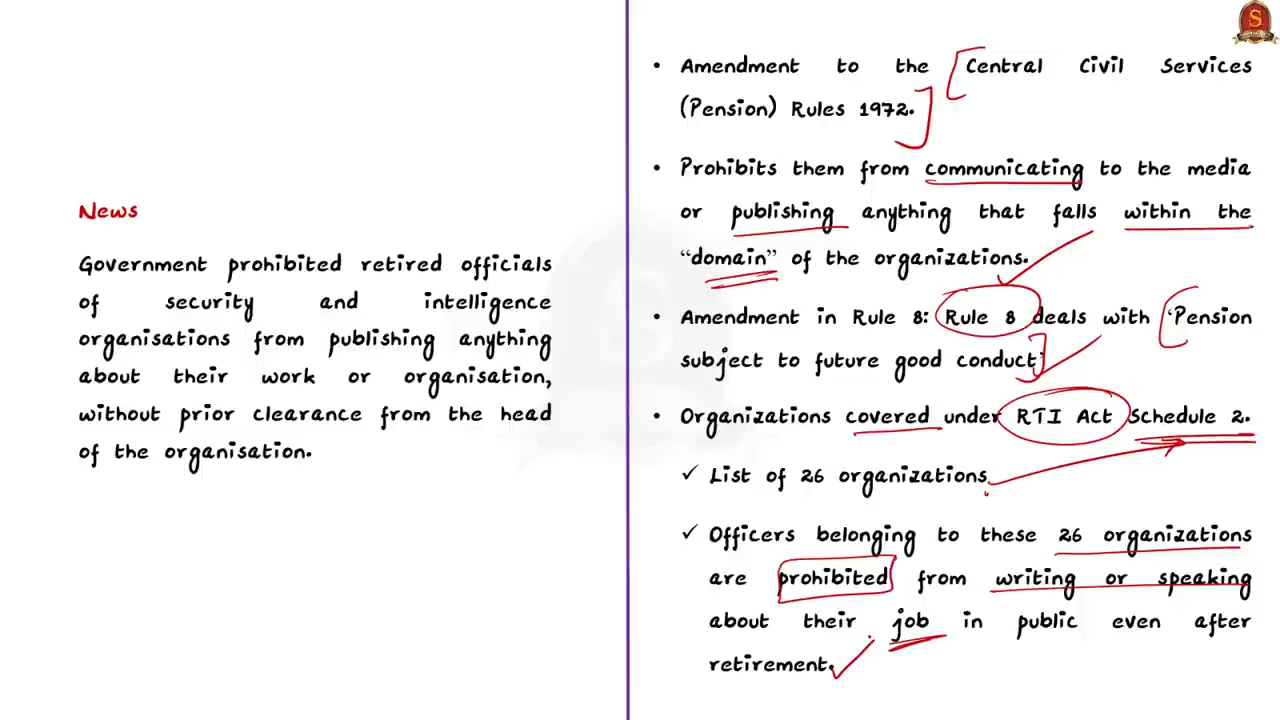 News
Government prohibited retired officials
of security and intelligence
organisations from publishing anything
about their work or organisation,
without prior clearance from the head
of the organisation.
• Amendment to the Central Civil Services
(Pension) Rules 1972.
• Prohibits them from communicating to the media
or publishing anything that falls within the
“domain” of the organizations.
• Amendment in Rule 8: Rule 8 deals with ‘Pension
subject to future good conduct’
• Organizations covered under RTI Act Schedule 2.
✓ List of 26 organizations.
✓ Officers belonging to these 26 organizations
are prohibited from writing or speaking
about their job in public even after
retirement.
S